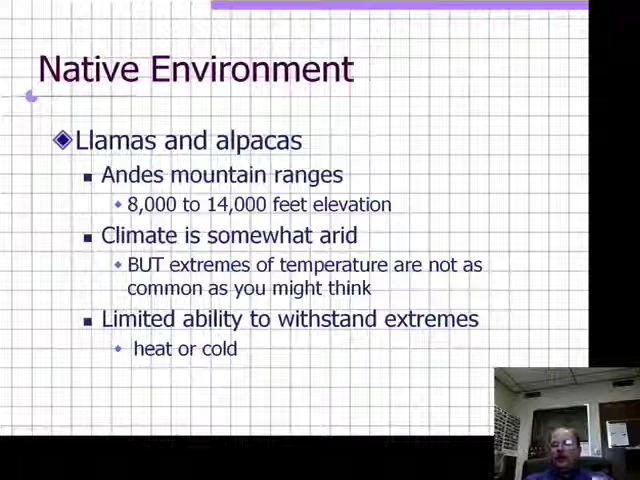 Native Environment
Llamas and alpacas
Andes mountain ranges
8,000 to 14,000 feet elevation
Climate is somewhat arid
BUT extremes of temperature are not as
common as you might think
Limited ability to withstand extremes
heat or cold